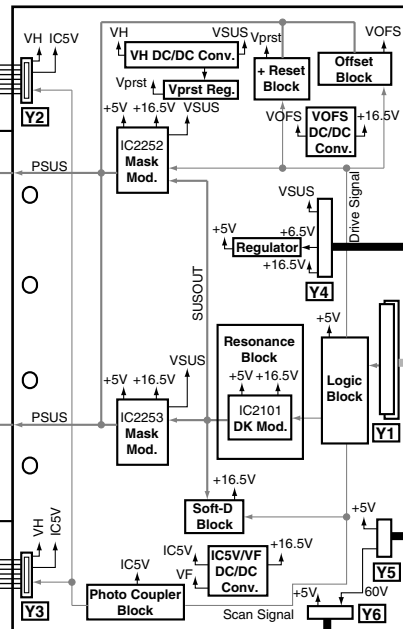 VH
IC5V
Y2
VH
VSUS
VH DC/DC Conv.
Vprst
Vprst Reg.
Vprst
+ Reset
Block
VOFS
Offset
Block
+5V
+16.5V
VSUS
IC2252
Mask
Mod.
VOFS
VOFS
DC/DC
Conv.
+16.5V
PSUS
Drive Signal
VSUS
+5V
+6.5V
Regulator
+16.5V
Y4
SUSOUT
+5V
Resonance
Block
+5V
+16.5V
IC2101
DK Mod.
Logic
Block
Y1
+5V
+16.5V
VSUS
IC2253
Mask
Mod.
PSUS
+16.5V
Soft-D
Block
+5V
Y5
VH
IC5V
Y3
IC5V
Photo Coupler
Block
IC5V
VF
IC5V/VF
DC/DC
Conv.
+16.5V
+5V
60V
Y6
Scan Signal